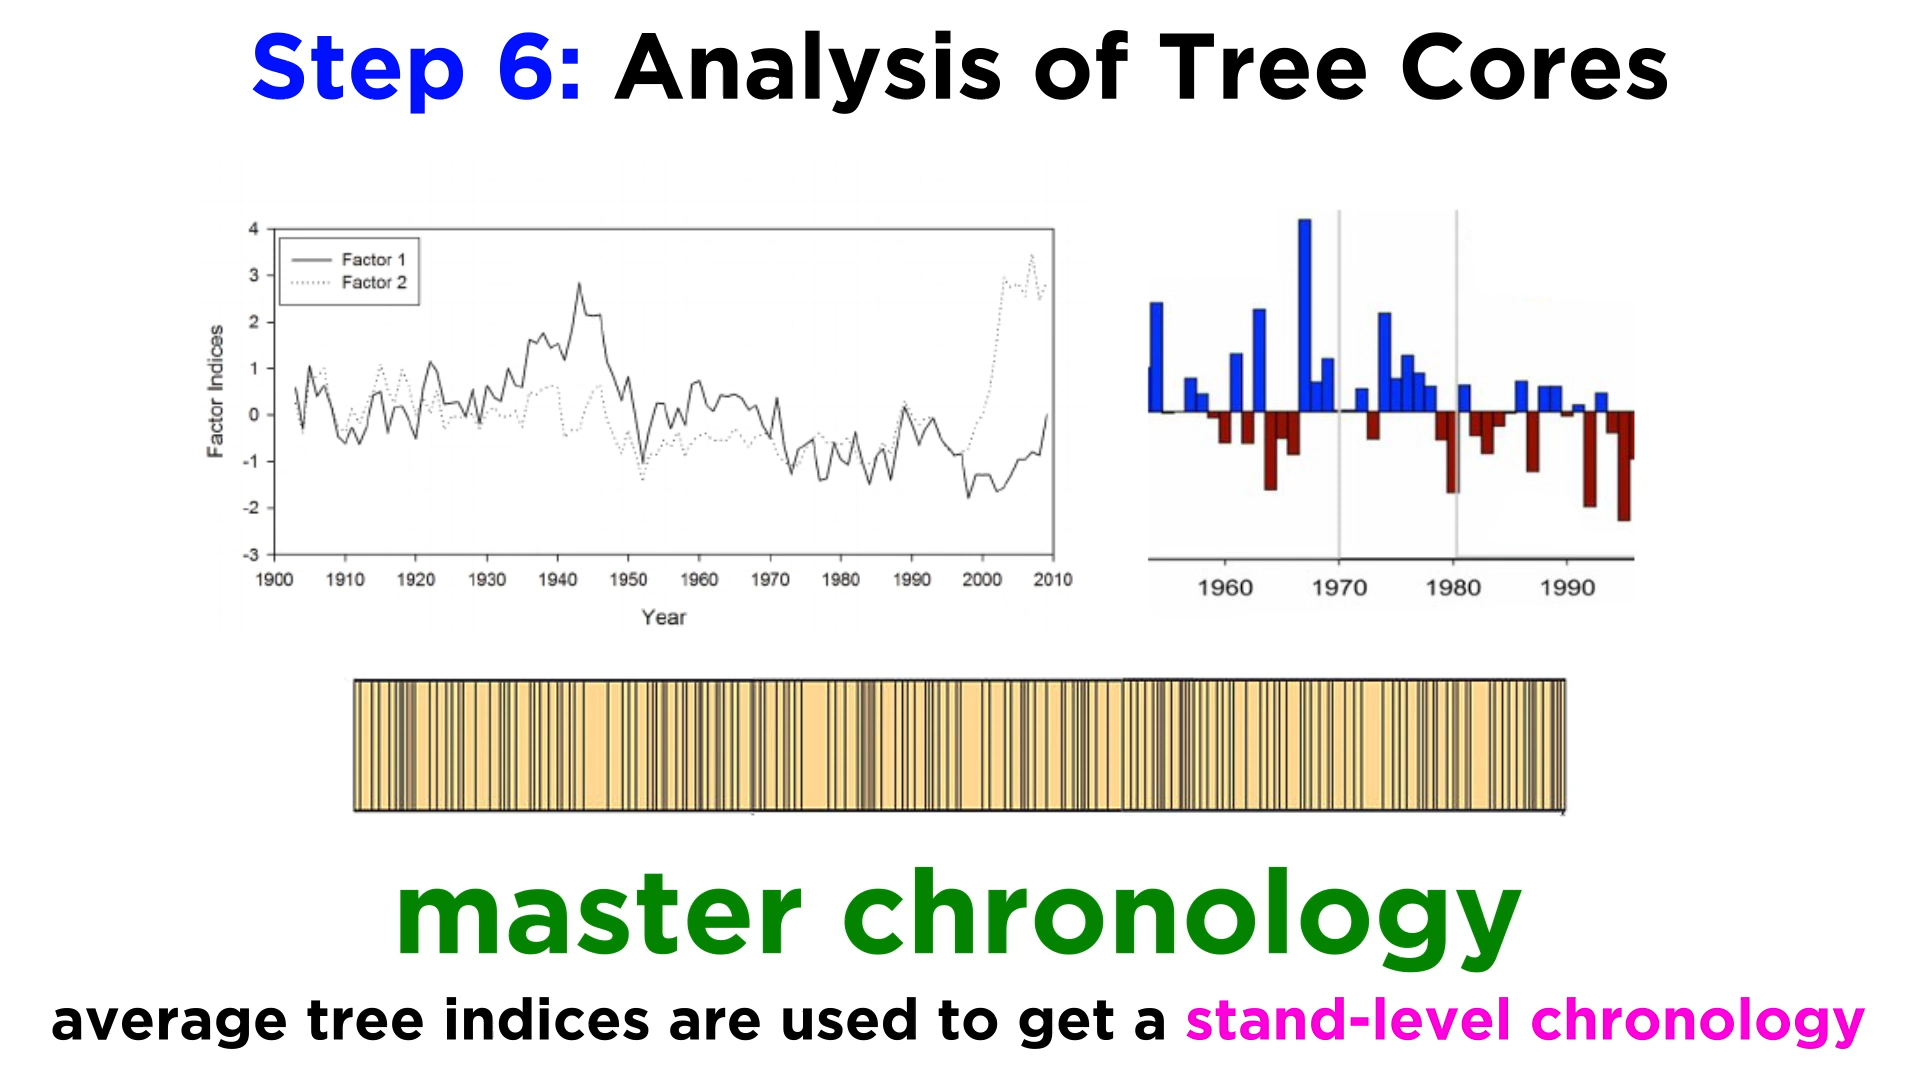 Step 6: Analysis of Tree Cores
4
3
2
1
0
-1
-2
-3
Factor Indices
Factor 1
Factor 2
1900 1910 1920 1930 1940 1950 1960 1970 1980 1990 2000 2010
Year
1960 1970 1980 1990
master chronology
average tree indices are used to get a stand-level chronology